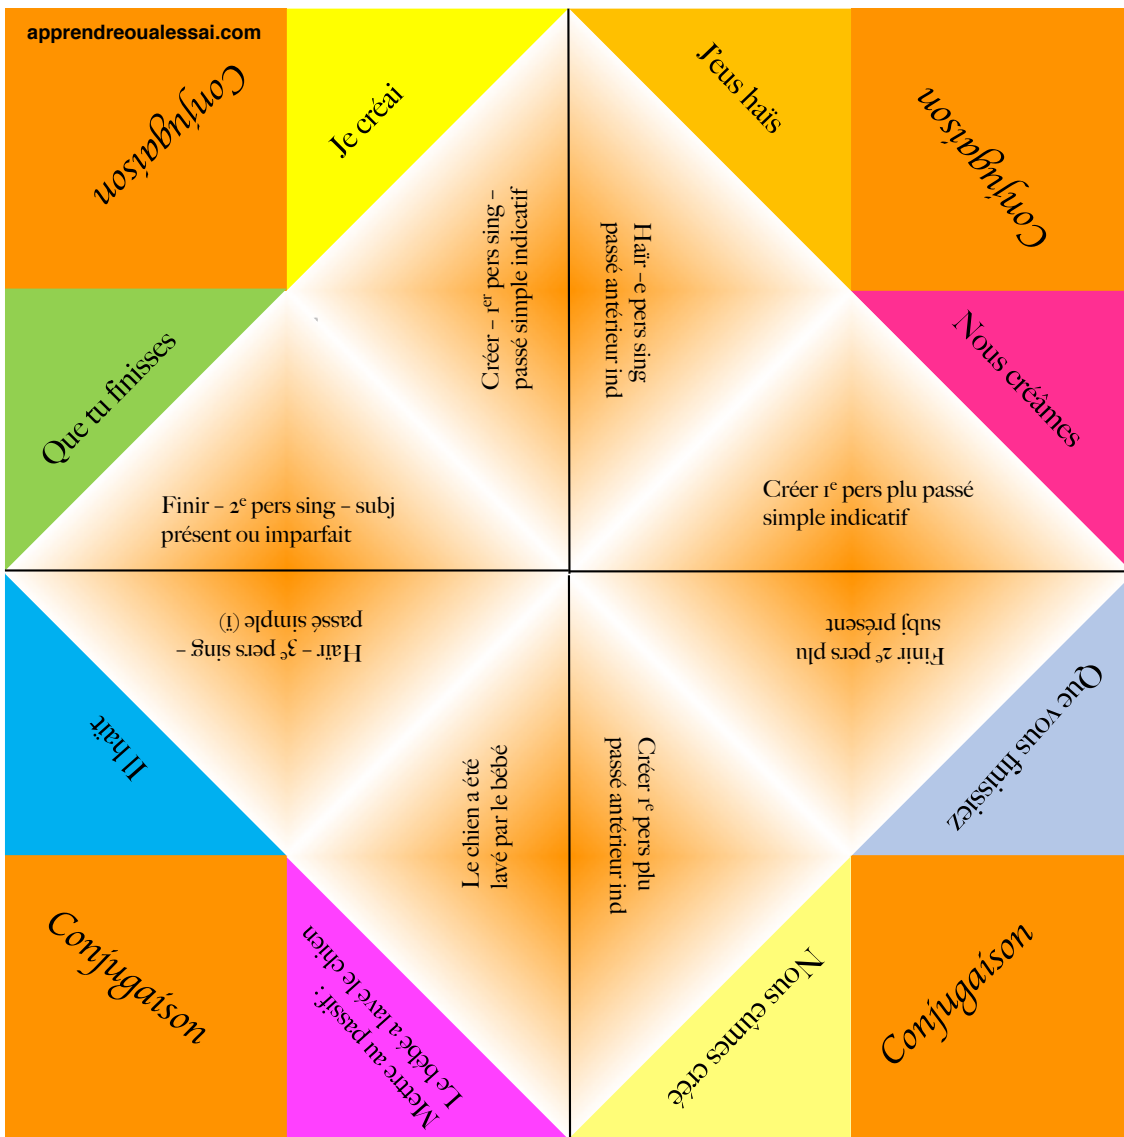 apprendreoualessai.com
Conjugaison
Je créai
J'eus haïs
Conjugaison
Créer – 1er pers sing –
passé simple indicatif
Haïr –e pers sing
passé antérieur ind
Que tu finisses
Nous créâmes
Finir – 2e pers sing – subj
présent ou imparfait
Créer 1e pers plu passé
simple indicatif
Haïr – 3e pers sing –
passé simple (ï)
Finir 2e pers plu
subj présent
Il haït
Que vous finissiez
Le chien a été
lavé par le bébé
Créer 1e pers plu
passé antérieur ind
Conjugaison
Mettre au passif :
Le bébé a lavé le chien
Nous eûmes créé
Conjugaison